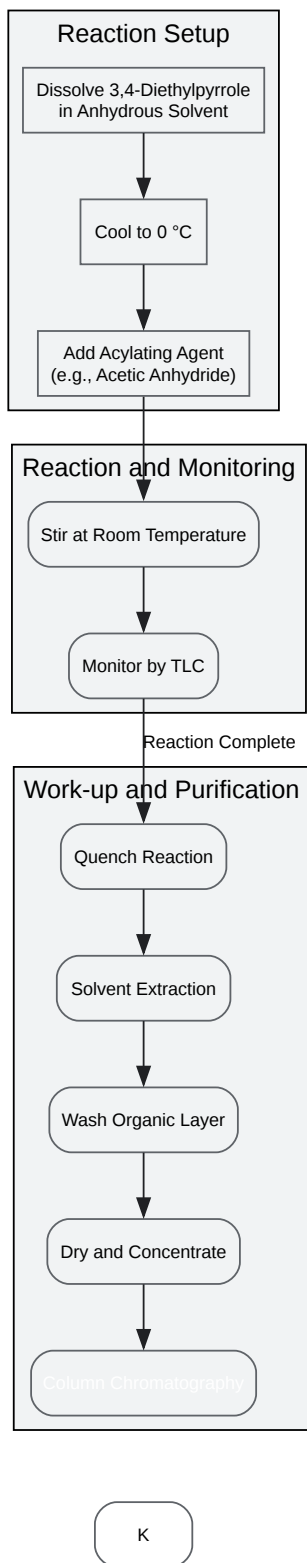 Reaction Setup
Dissolve 3,4-Diethylpyrrole
in Anhydrous Solvent
Cool to 0 °C
Add Acylating Agent
(e.g., Acetic Anhydride)
Reaction and Monitoring
Stir at Room Temperature
Monitor by TLC
Reaction Complete
Work-up and Purification
Quench Reaction
Solvent Extraction
Wash Organic Layer
Dry and Concentrate
Column Chromatography
K